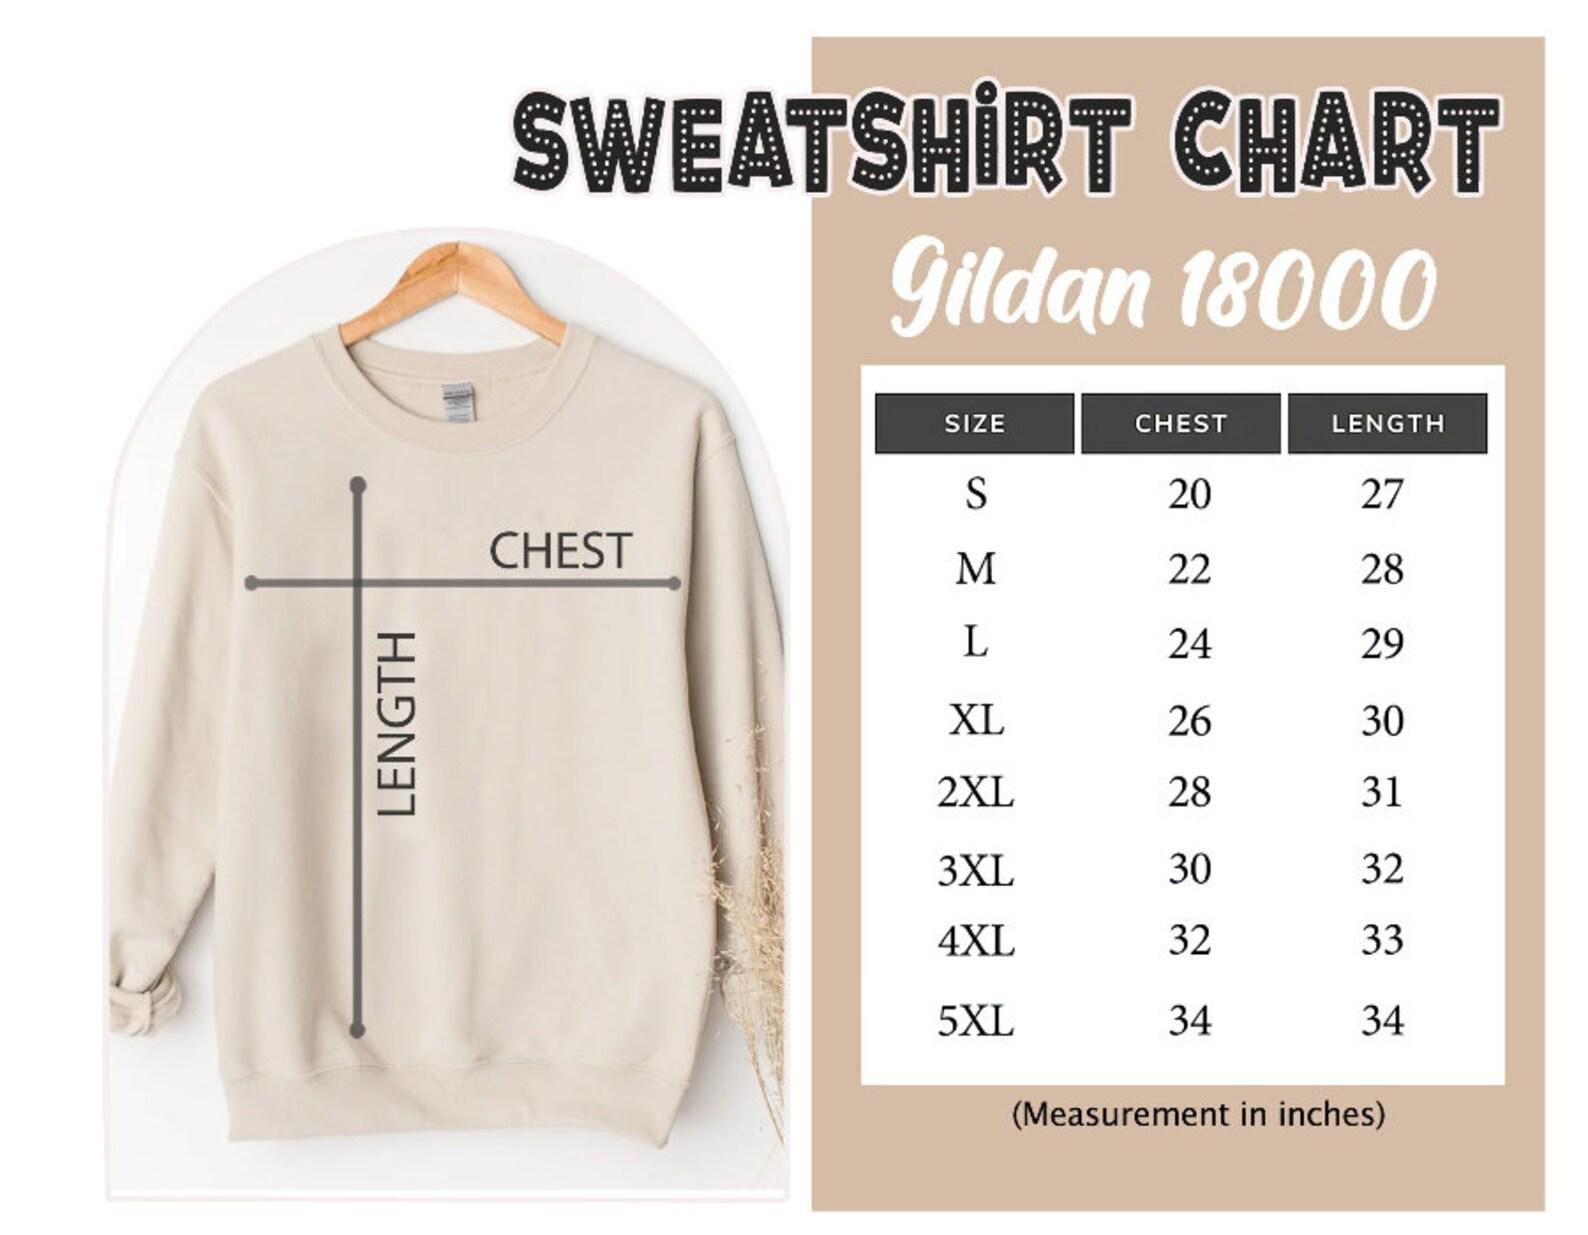 SWEATSHiRT CHART
Gildan 18000
SIZE CHEST LENGTH
S 20 27
M 22 28
L 24 29
XL 26 30
2XL 28 31
3XL 30 32
4XL 32 33
5XL 34 34
(Measurement in inches)
CHEST
LENGTH